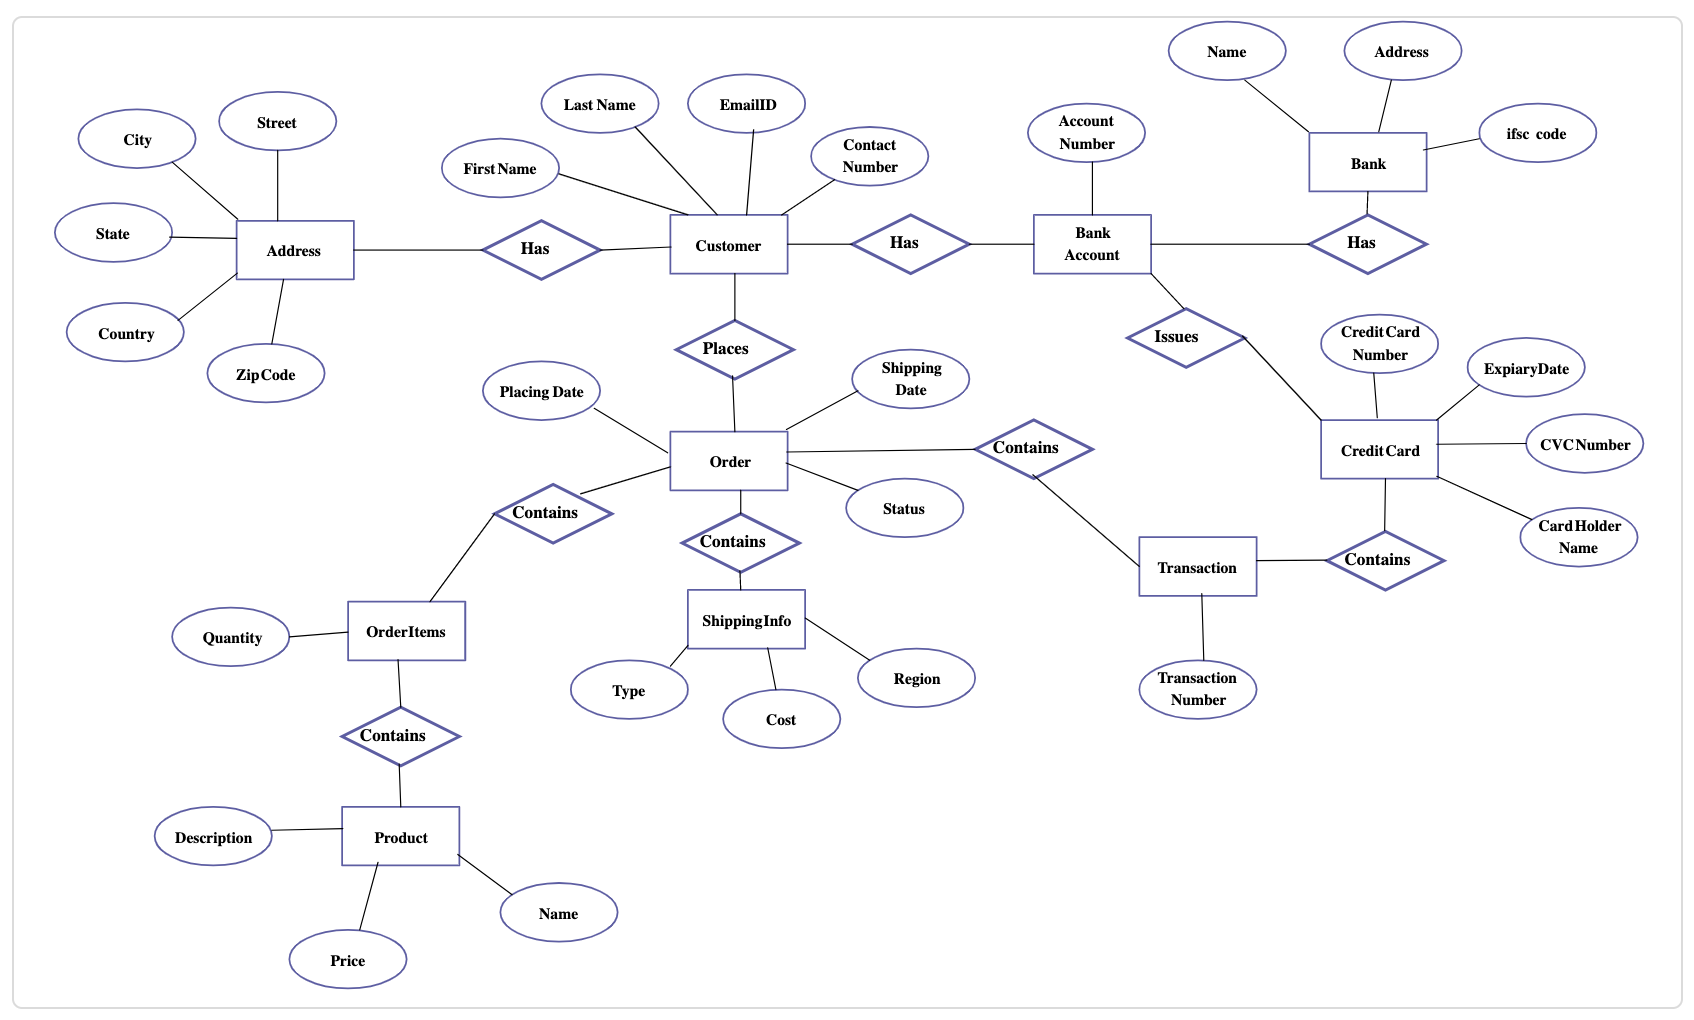 Name
Address
Last Name
EmailID
Street
Account
Number
ifsc code
City
Contact
Number
Bank
First Name
State
Address
Has
Customer
Has
Bank
Account
Has
Country
ZipCode
Places
Issues
Credit Card
Number
ExpiaryDate
Placing Date
Shipping
Date
Order
Contains
Credit Card
CVC Number
Contains
Status
Card Holder
Name
Contains
Transaction
Contains
Quantity
OrderItems
ShippingInfo
Type
Cost
Region
Transaction
Number
Contains
Description
Product
Name
Price